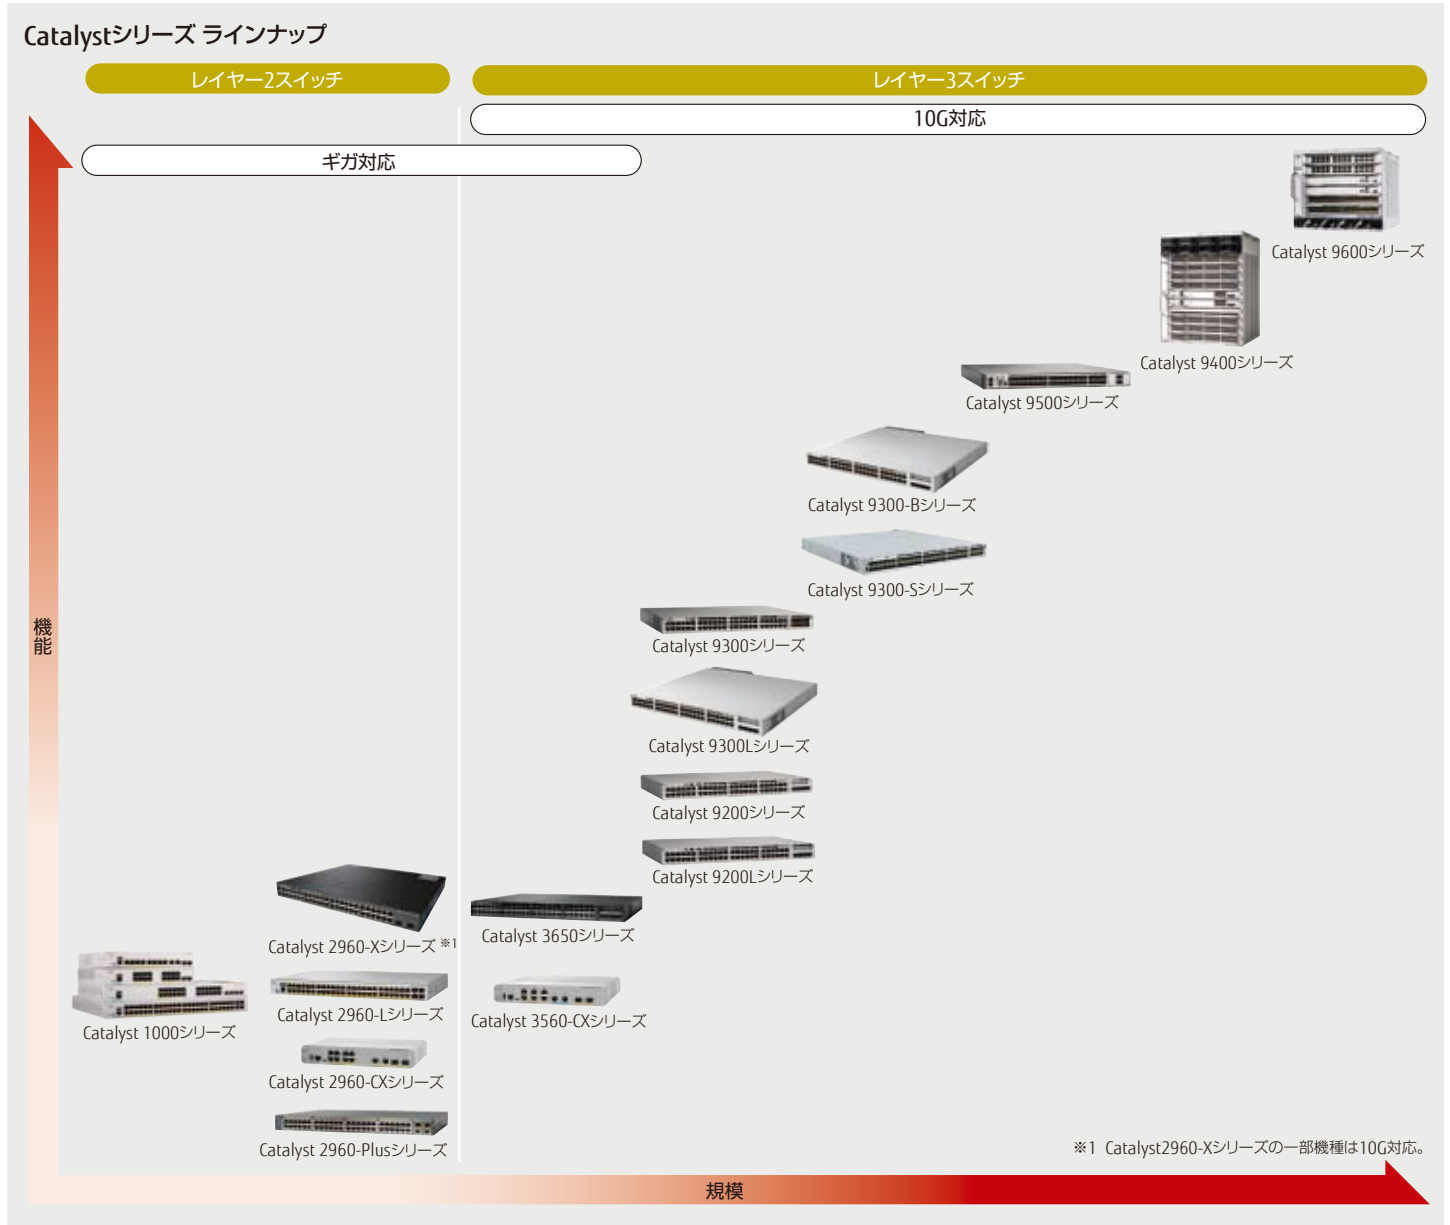 Catalystシリーズ ラインナップ
レイヤー2スイッチ
レイヤー3スイッチ
10G対応
ギガ対応
Catalyst 9600シリーズ
Catalyst 9400シリーズ
Catalyst 9500シリーズ
Catalyst 9300-Bシリーズ
Catalyst 9300-Sシリーズ
機能
Catalyst 9300シリーズ
Catalyst 9300Lシリーズ
Catalyst 9200シリーズ
Catalyst 9200Lシリーズ
Catalyst 2960-Xシリーズ ※1
Catalyst 3650シリーズ
Catalyst 1000シリーズ
Catalyst 2960-Lシリーズ
Catalyst 3560-CXシリーズ
Catalyst 2960-CXシリーズ
Catalyst 2960-Plusシリーズ
※1 Catalyst2960-Xシリーズの一部機種は10G対応。
規模